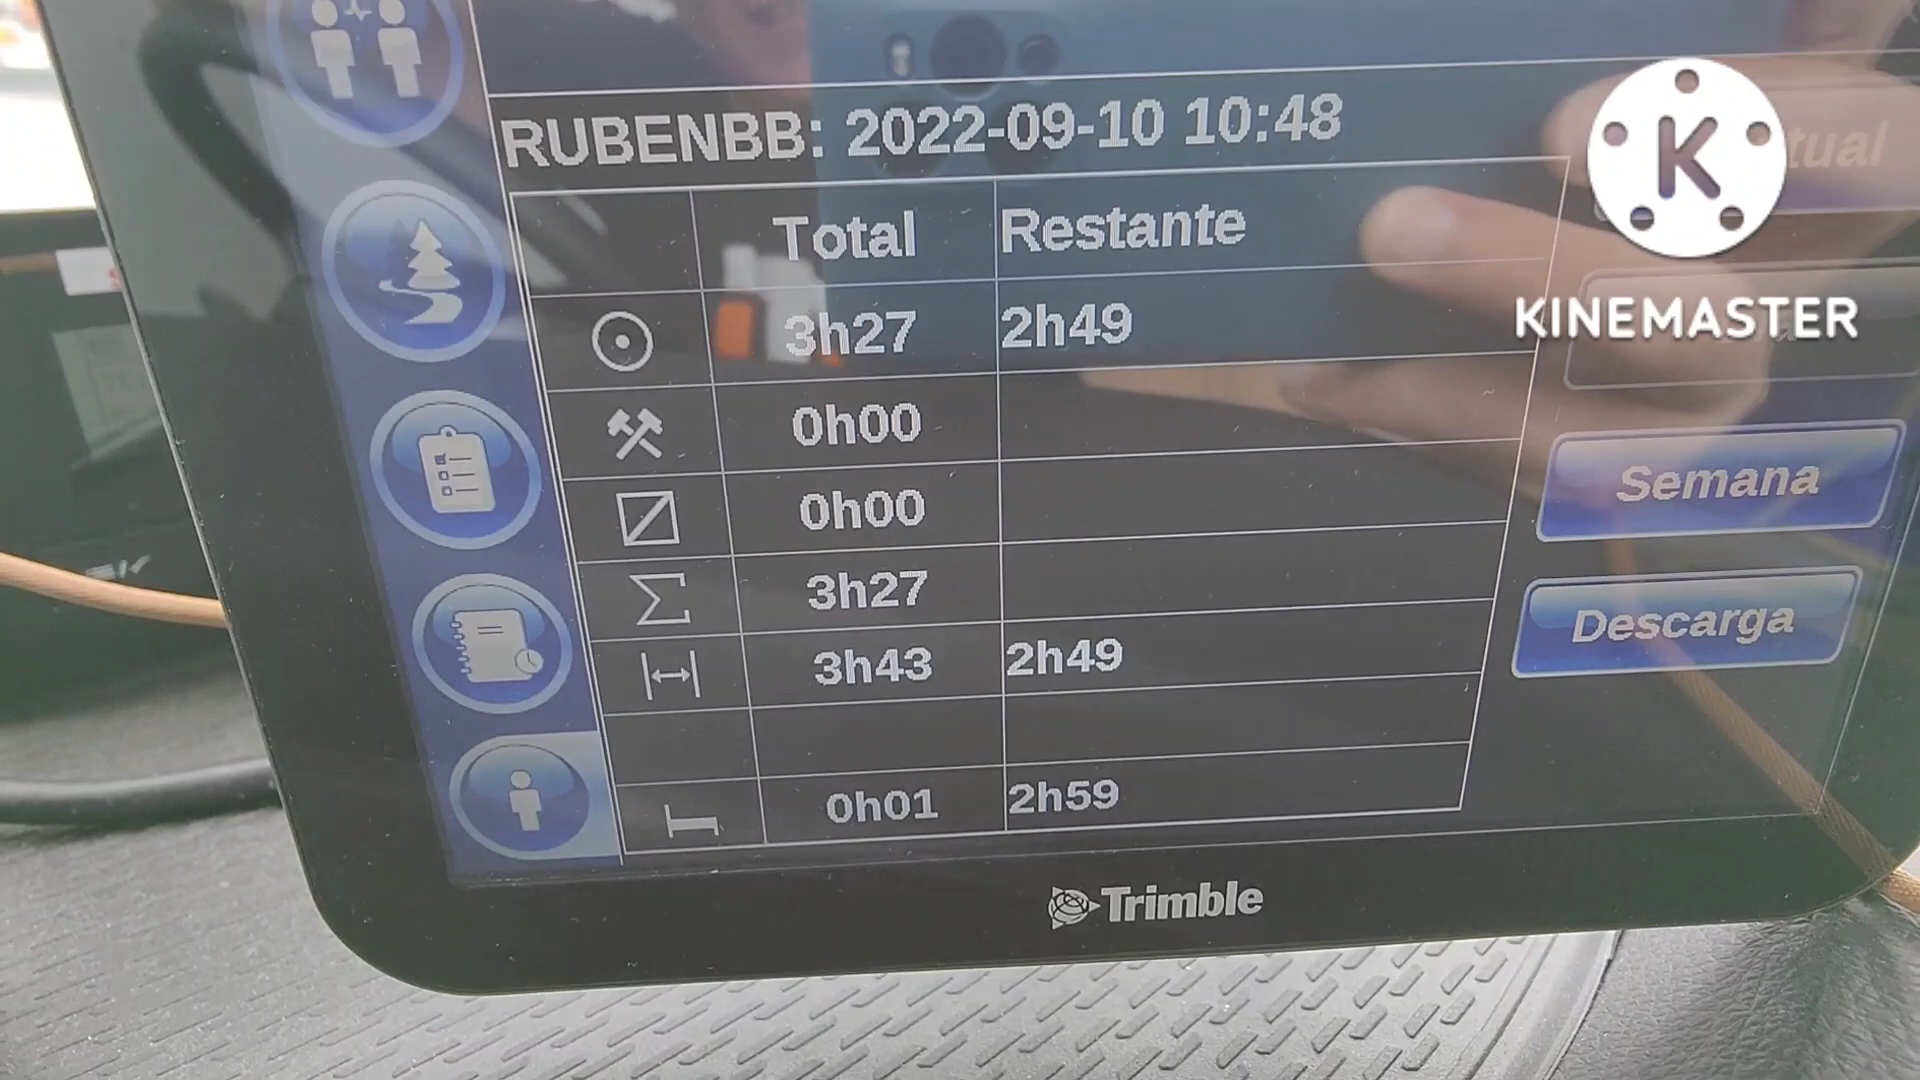 RUBENBB: 2022-09-10 10:48
Total Restante
3h27 2h49
0h00
0h00
3h27
3h43 2h49
0h01 2h59
Semana
Descarga
Trimble
K
KINEMASTER